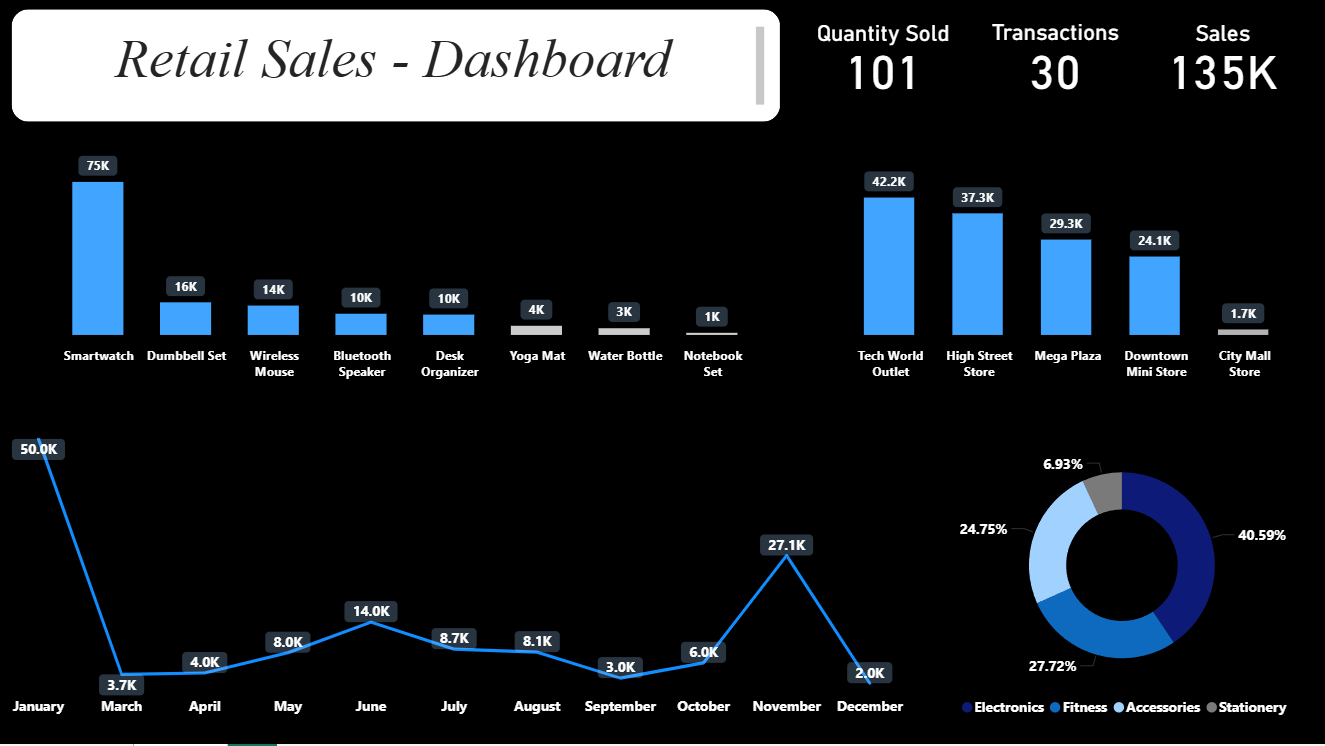 Retail Sales - Dashboard
Quantity Sold
101
Transactions
30
Sales
135K
75K
16K
14K
10K
10K
4K
3K
1K
Smartwatch
Dumbbell Set
Wireless
Mouse
Bluetooth
Speaker
Desk
Organizer
Yoga Mat
Water Bottle
Notebook
Set
42.2K
37.3K
29.3K
24.1K
1.7K
Tech World
Outlet
High Street
Store
Mega Plaza
Downtown
Mini Store
City Mall
Store
50.0K
3.7K
4.0K
8.0K
14.0K
8.7K
8.1K
3.0K
6.0K
27.1K
2.0K
January
March
April
May
June
July
August
September
October
November
December
6.93%
24.75%
40.59%
27.72%
Electronics
Fitness
Accessories
Stationery